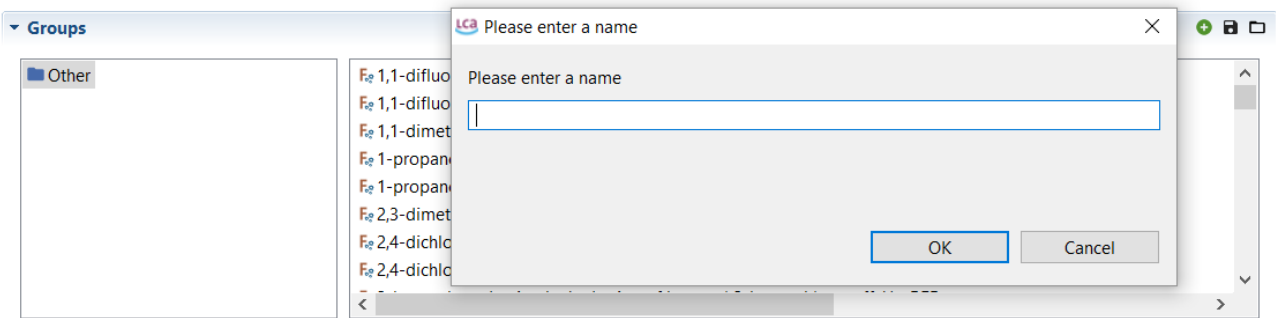 Groups
LCa Please enter a name
Other
Please enter a name
F 1,1-difluo
F 1,1-difluo
F 1,1-dimet
F 1-propan
F 1-propan
F 2,3-dimet
F 2,4-dichlo
F 2,4-dichlo
OK
Cancel